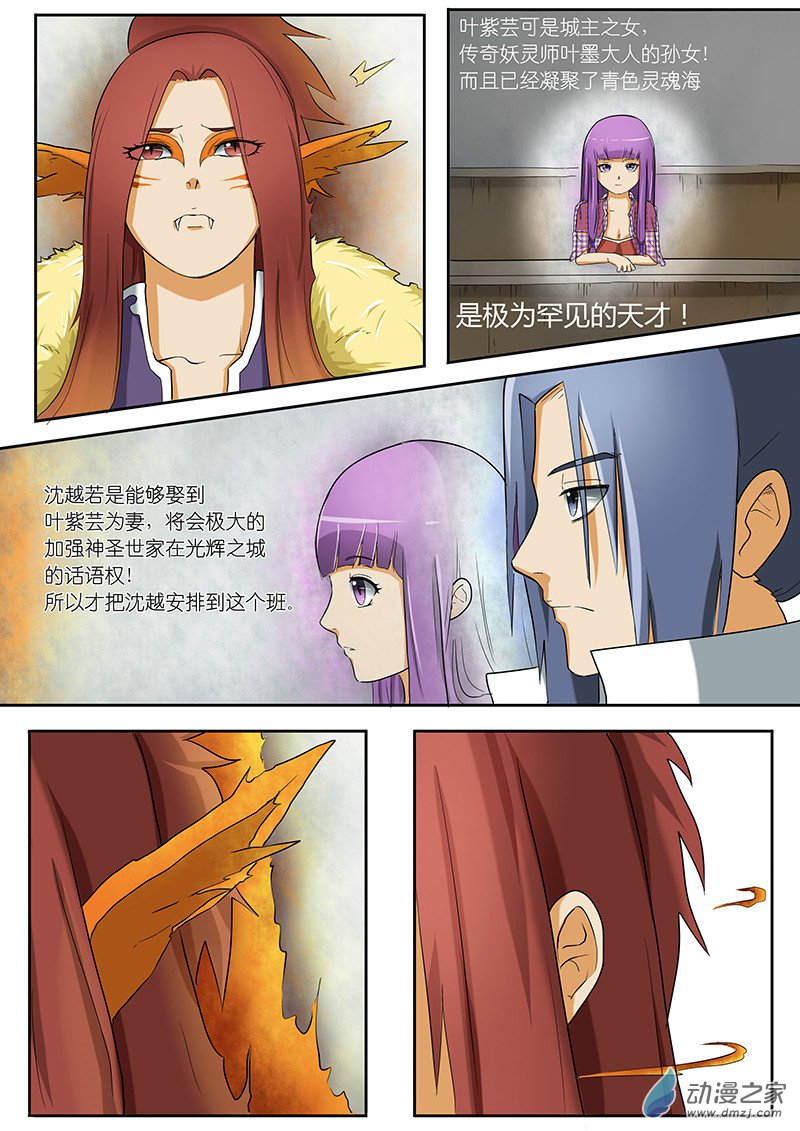 叶紫芸可是城主之女,
传奇妖灵师叶墨大人的孙女!
而且已经凝聚了青色灵魂海
是极为罕见的天才!
沈越若是能够娶到
叶紫芸为妻，将会极大的
加强神圣世家在光辉之城
的话语权!
所以才把沈越安排到这个班。
动漫之家
www.dmzj.com